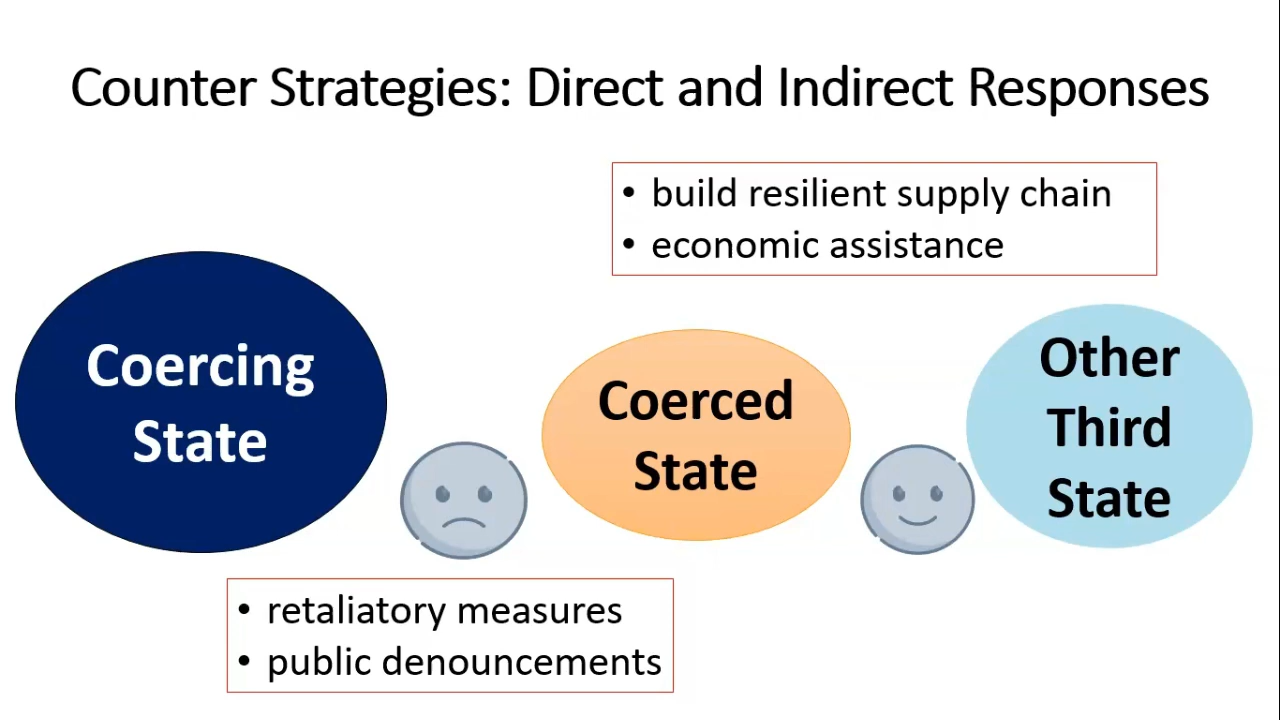 Counter Strategies: Direct and Indirect Responses
• build resilient supply chain
• economic assistance
Coercing
State
Coerced
State
Other
Third
State
• retaliatory measures
• public denouncements